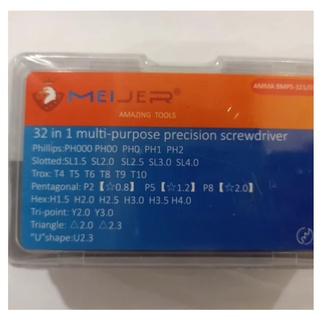 MEIJER®
AMAZING TOOLS
32 in 1 multi-purpose precision screwdriver
Phillips:PH000 PH00 PH0 PH1 PH2
Slotted:SL1.5 SL2.0 SL2.5 SL3.0 SL4.0
Trox: T4 T5 T6 T8 T9 T10
Pentagonal: P2【☆0.8】 P5【☆1.2】 P8【☆2.0】
Hex:H1.5 H2.0 H2.5 H3.0 H3.5 H4.0
Tri-point: Y2.0 Y3.0
Triangle: △2.0 △2.3
"U"shape:U2.3